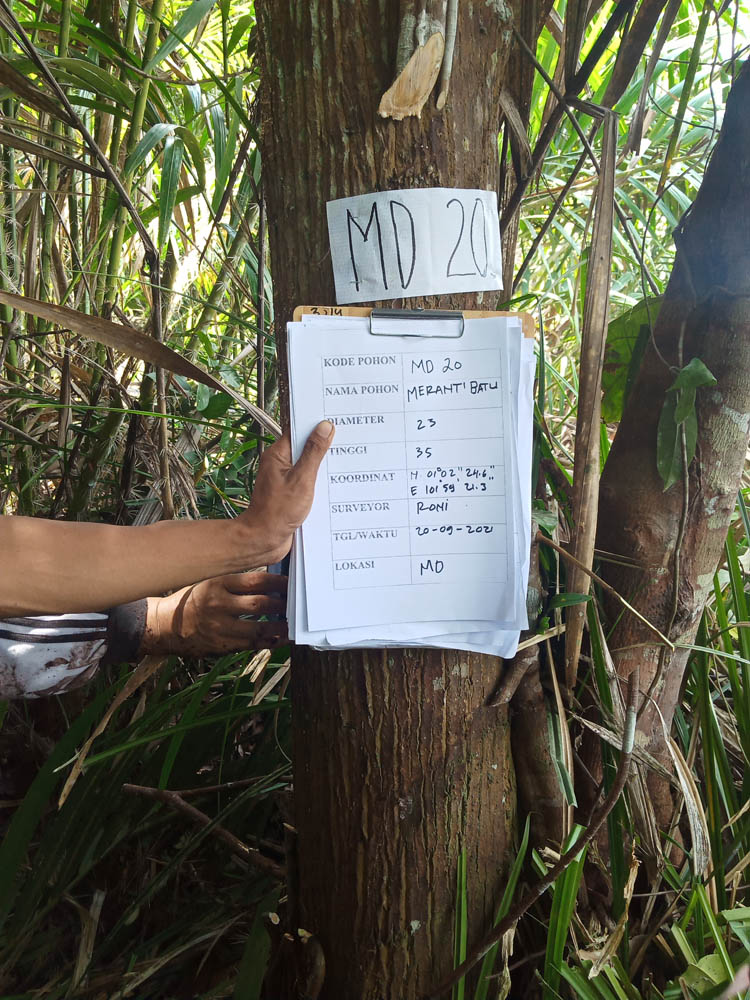 MD 20
KODE POHON MD 20
NAMA POHON MERANTI BATU
DIAMETER 23
TINGGI 35
KOORDINAT N 01°02'' 24.6''
E 101°59' 21.3''
SURVEYOR RONI
TGL/WAKTU 20-09-2021
LOKASI MD